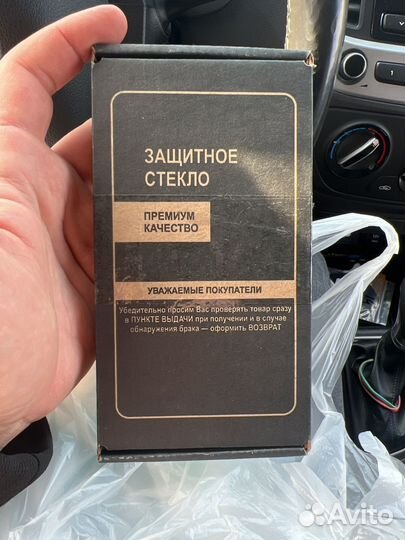 ЗАЩИТНОЕ
СТЕКЛО
ПРЕМИУМ
КАЧЕСТВО
УВАЖАЕМЫЕ ПОКУПАТЕЛИ
Убедительно просим Вас проверять товар сразу
в ПУНКТЕ ВЫДАЧИ при получении и в случае
обнаружения брака — оформить ВОЗВРАТ
Avito